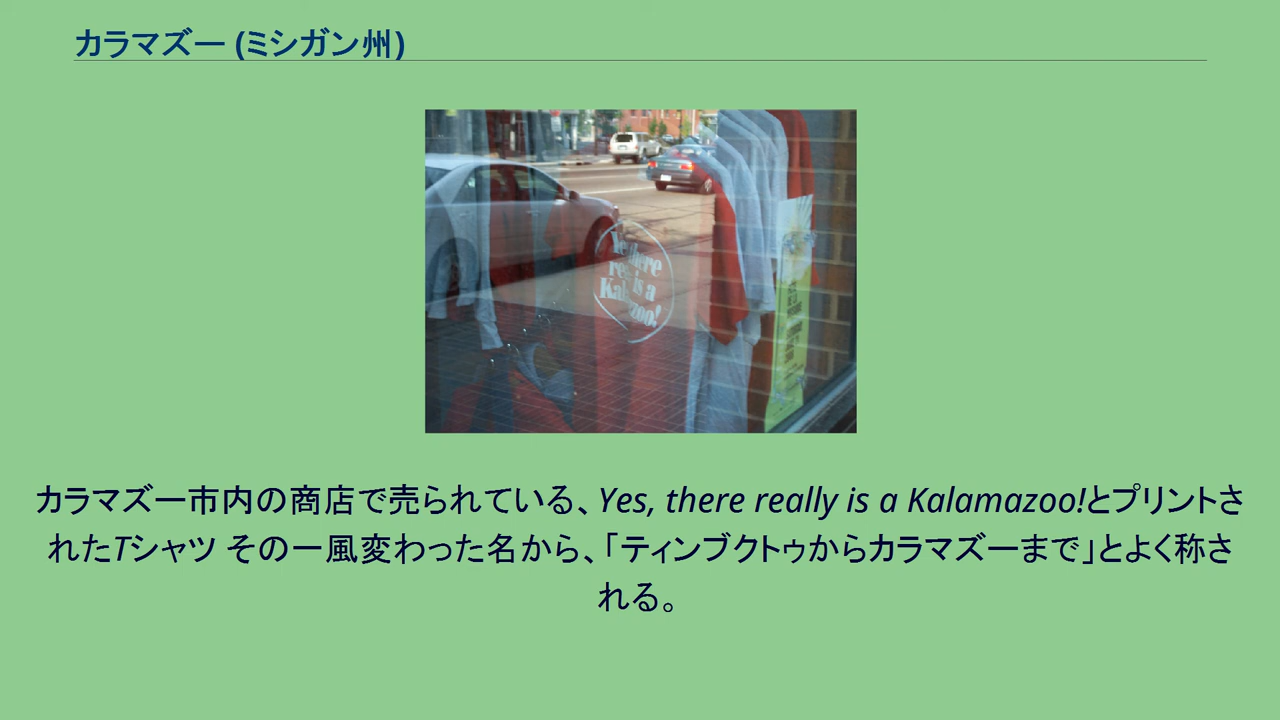 カラマズー (ミシガン州)
there
is a
カラマズー市内の商店で売られている、Yes, there really is a Kalamazoo!とプリントさ
れたTシャツ その一風変わった名から、「ティンブクトゥからカラマズーまで」とよく称さ
れる。